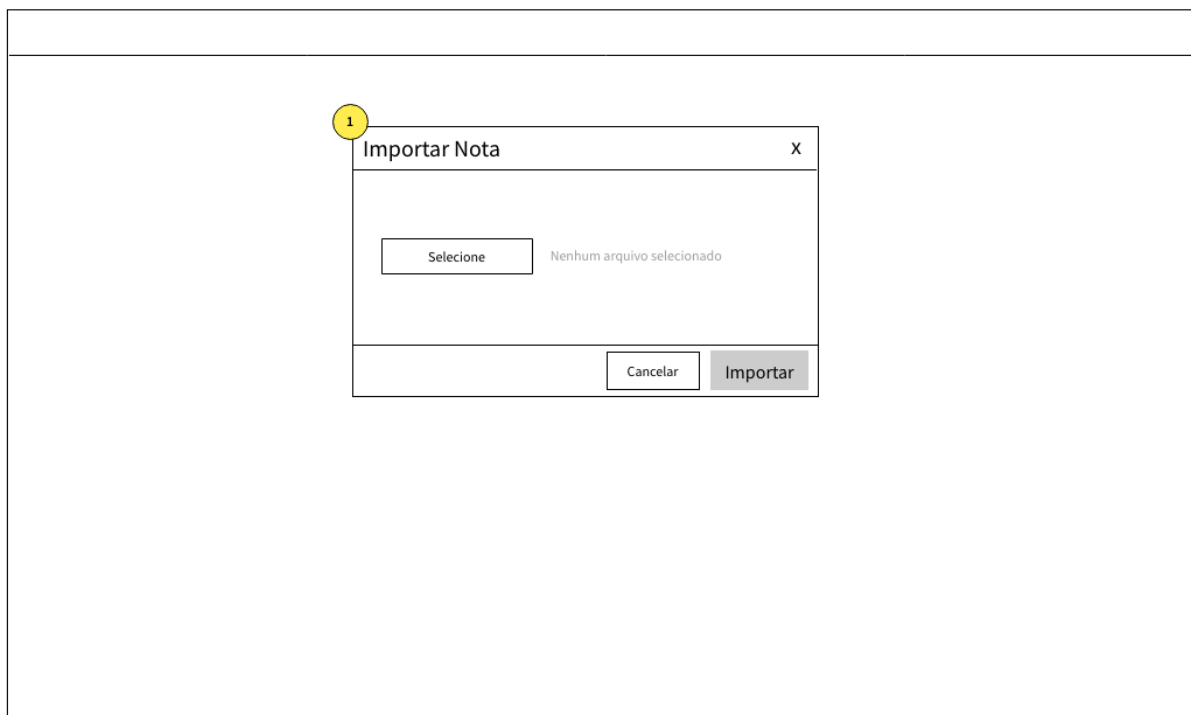 1
Importar Nota
X
Selecione
Nenhum arquivo selecionado
Cancelar
Importar